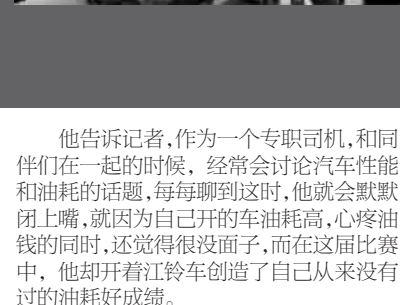 他告诉记者,作为一个专职司机,和同
伴们在一起的时候，经常会讨论汽车性能
和油耗的话题,每每聊到这时,他就会默默
闭上嘴,就因为自己开的车油耗高,心疼油
钱的同时,还觉得很没面子,而在这届比赛
中，他却开着江铃车创造了自己从来没有
过的油耗好成绩。